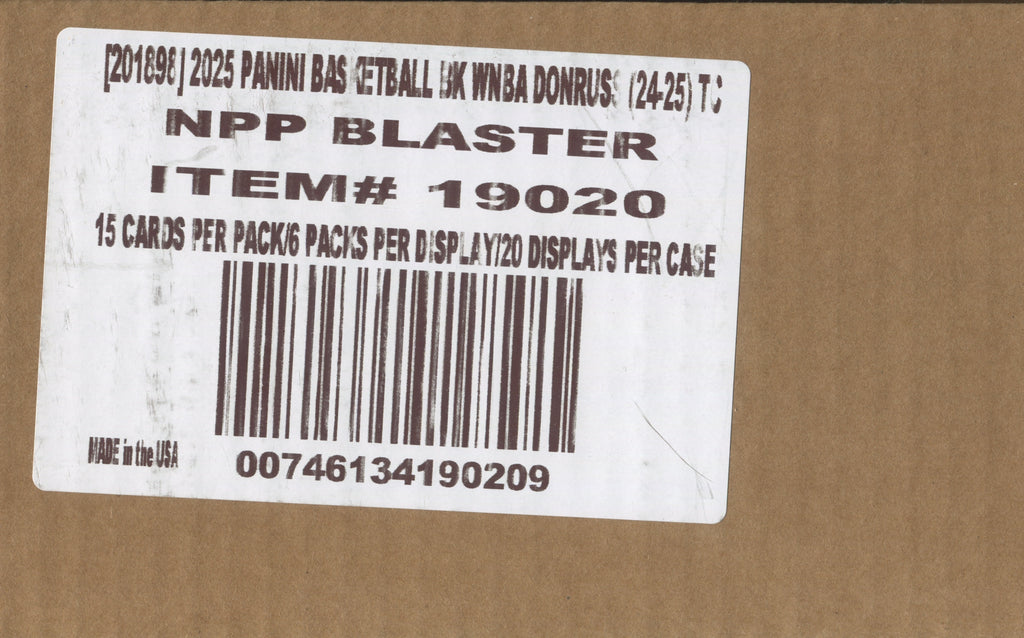 [201898] 2025 PANINI BASKETBALL BK WNBA DONRUSS (24-25) TC
NPP BLASTER
ITEM# 19020
15 CARDS PER PACK/6 PACKS PER DISPLAY/20 DISPLAYS PER CASE
MADE in the USA
00746134190209